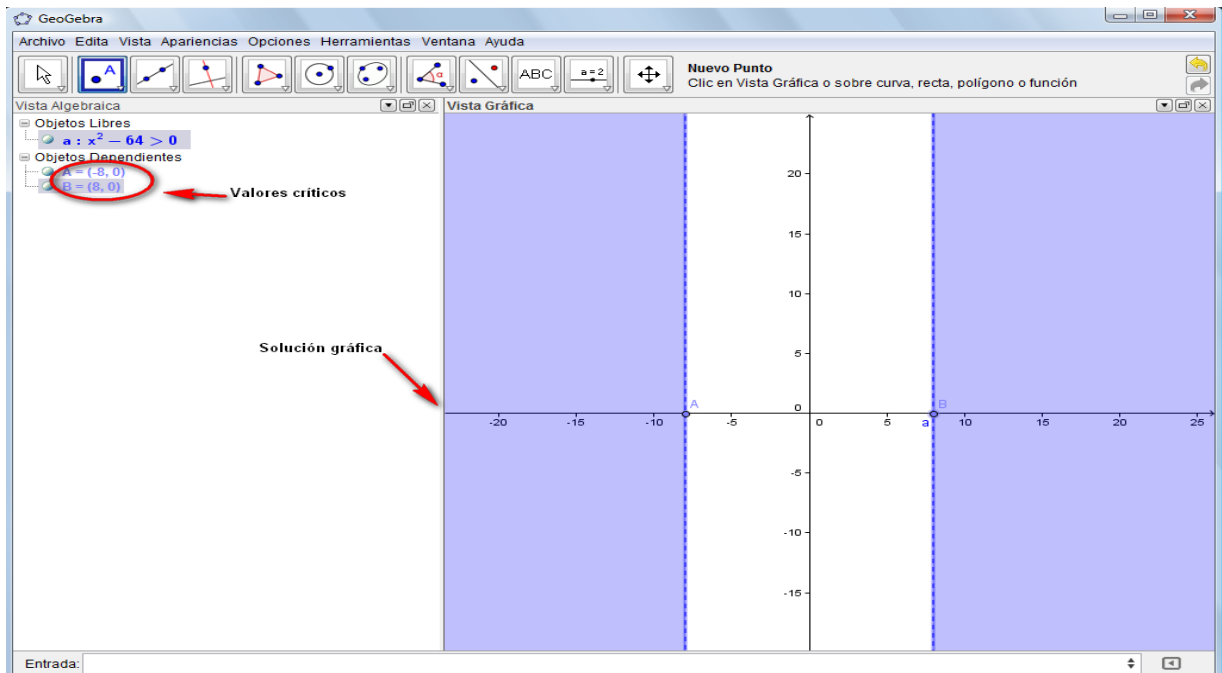 GeoGebra
Archivo Edita Vista Apariencias Opciones Herramientas Ventana Ayuda
A
α
ABC
a=2
Nuevo Punto
Clic en Vista Gráfica o sobre curva, recta, polígono o función
Vista Algebraica
Vista Gráfica
Objetos Libres
a : x² − 64 > 0
Objetos Dependientes
A = (-8, 0)
B = (8, 0)
Valores críticos
Solución gráfica
20
15
10
5
0
A
B
-20 -15 -10 -5 0 5 a 10 15 20 25
-5
-10
-15
Entrada: